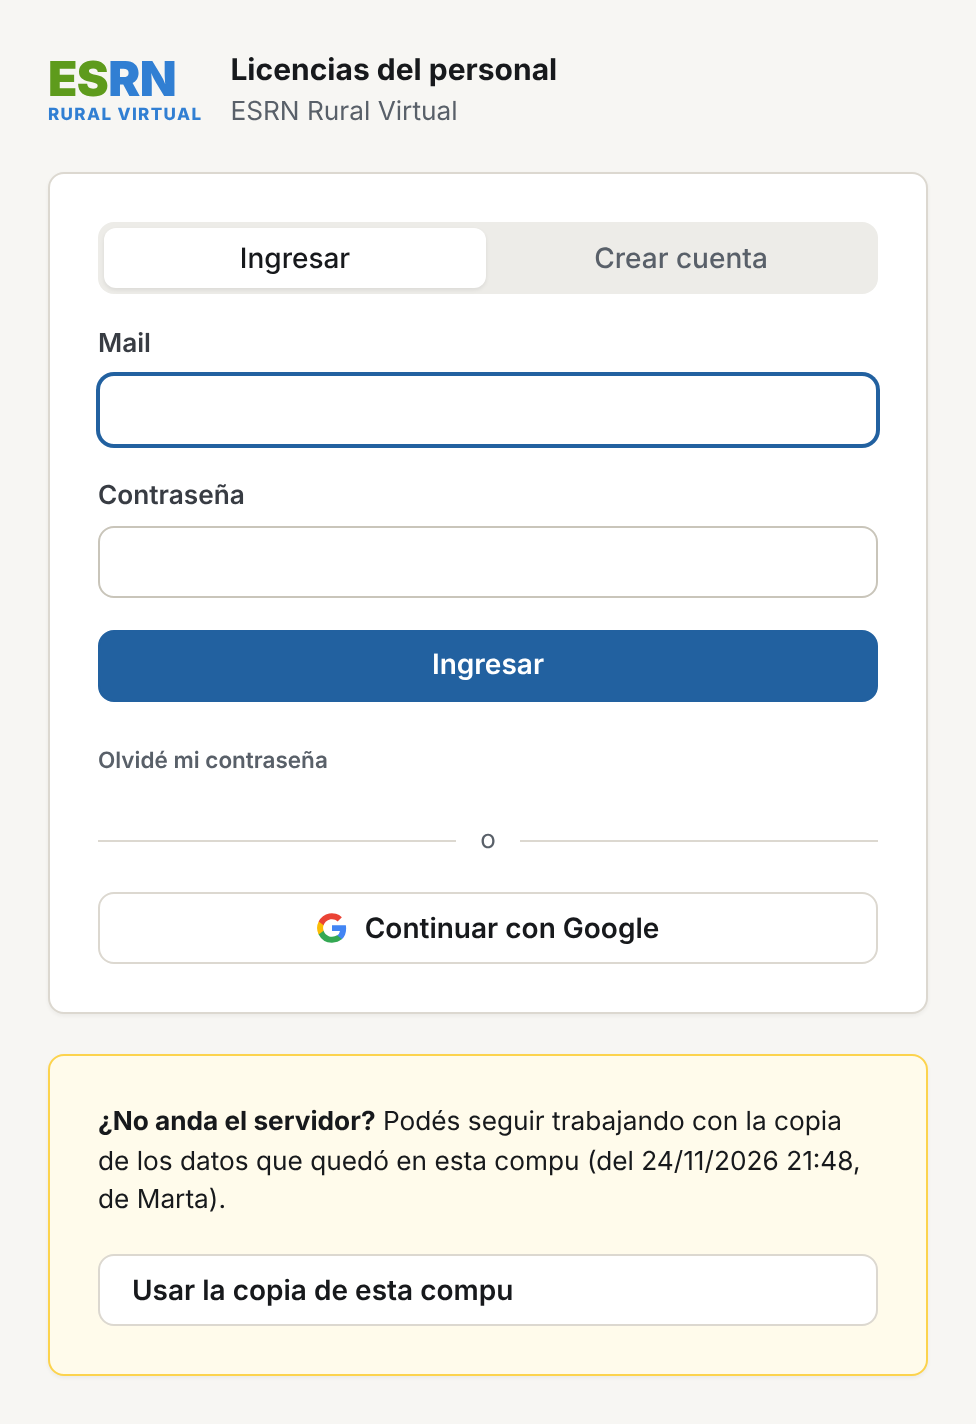 ESRN
RURAL VIRTUAL
Licencias del personal
ESRN Rural Virtual
Ingresar
Crear cuenta
Mail
Contraseña
Ingresar
Olvidé mi contraseña
o
Continuar con Google
¿No anda el servidor? Podés seguir trabajando con la copia
de los datos que quedó en esta compu (del 24/11/2026 21:48,
de Marta).
Usar la copia de esta compu